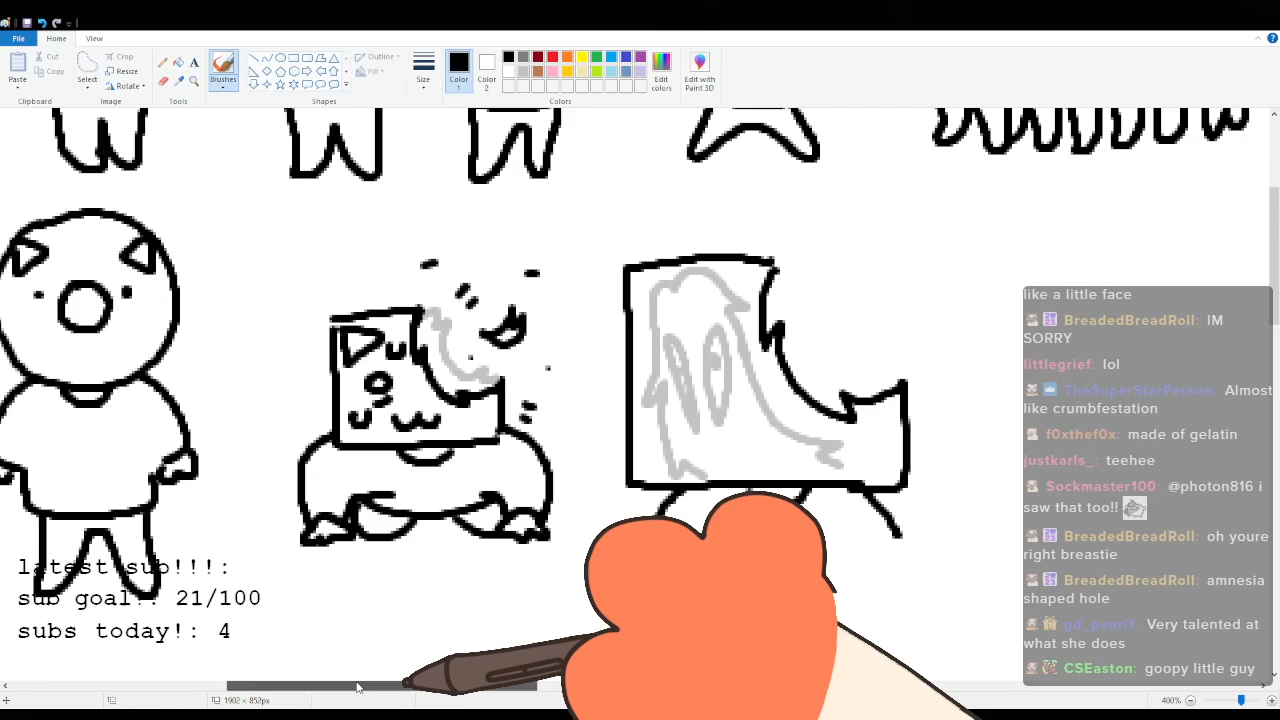 File
Home
View
Cut
Copy
Paste
Clipboard
Select
Crop
Resize
Rotate
Image
A
Tools
Brushes
Outline
Fill
Shapes
Size
Color
1
Color
2
Edit
colors
Edit with
Paint 3D
Colors
like a little face
BreadedBreadRoll: IM
SORRY
littlegrief: lol
TheSuperStarPerson Almost
like crumbfestation
f0xthef0x: made of gelatin
justkarls_: teehee
Sockmaster100: @photon816 i
saw that too!!
BreadedBreadRoll: oh youre
right breastie
BreadedBreadRoll: amnesia
shaped hole
gd_pearl1 Very talented at
what she does
CSEaston: goopy little guy
latest sub!!!:
sub goal!: 21/100
subs today!: 4
1902 × 852px
400%